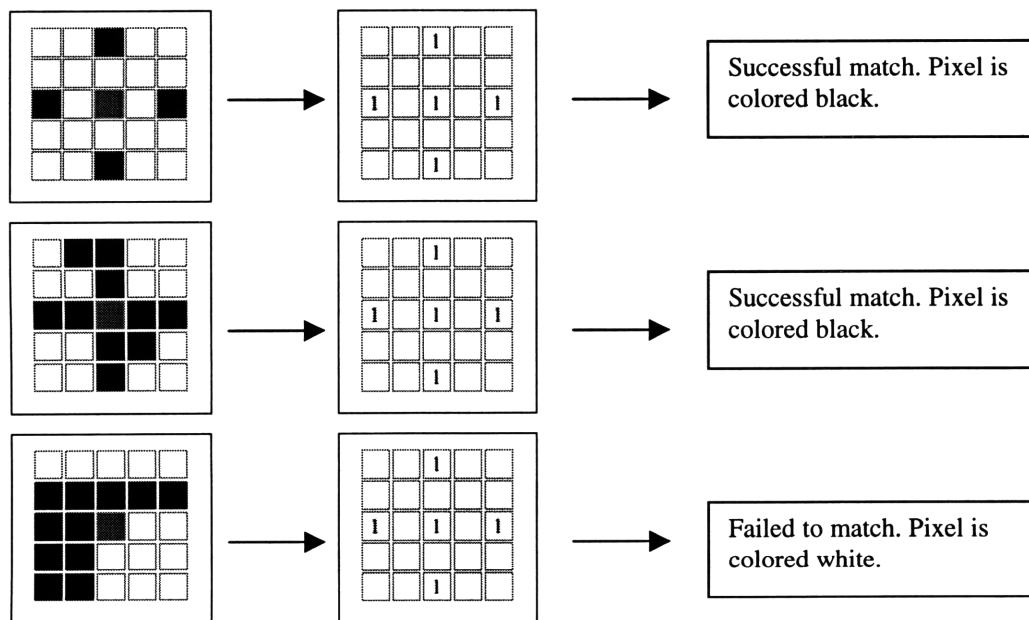 1
1 1 1
1
Successful match. Pixel is
colored black.
1
1 1 1
1
Successful match. Pixel is
colored black.
1
1 1 1
1
Failed to match. Pixel is
colored white.